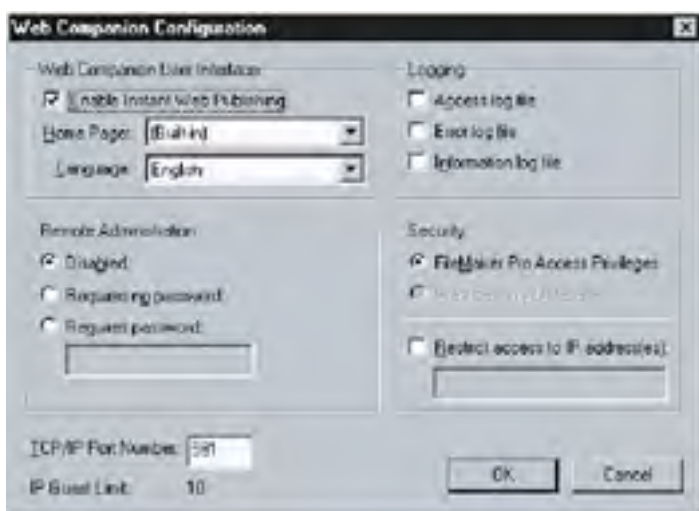 Web Companion Configuration
Web Companion User Interface
Enable Instant Web Publishing
Home Page: (Built-in)
Language: English
Logging
Access log file
Error log file
Information log file
Remote Administration
Disabled
Requires no password
Requires password:
Security
FileMaker Pro Access Privileges
Restrict access to IP address(es):
TCP/IP Port Number: 591
IP Guest Limit: 10
OK
Cancel